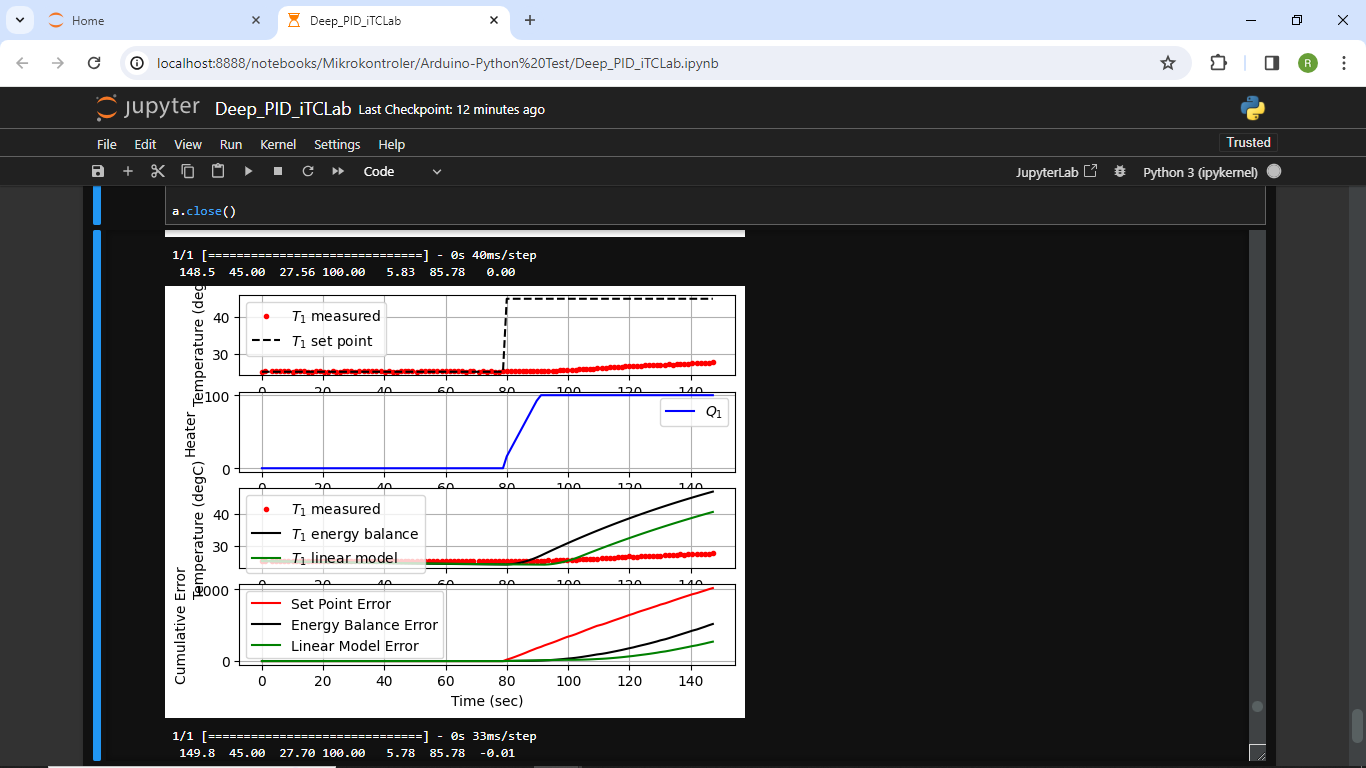 Home
Deep_PID_iTCLab
localhost:8888/notebooks/Mikrokontroler/Arduino-Python%20Test/Deep_PID_iTCLab.ipynb
R
jupyter Deep_PID_iTCLab Last Checkpoint: 12 minutes ago
File Edit View Run Kernel Settings Help
Trusted
Code
JupyterLab
Python 3 (ipykernel)
a.close()
1/1 [==============================] - 0s 40ms/step
148.5 45.00 27.56 100.00 5.83 85.78 0.00
Temperature (deg
40
30
T1 measured
T1 set point
0 20 40 60 80 100 120 140
Heater
100
0
Q1
0 20 40 60 80 100 120 140
Temperature (degC)
40
30
T1 measured
T1 energy balance
T1 linear model
0 20 40 60 80 100 120 140
Cumulative Error
1000
0
Set Point Error
Energy Balance Error
Linear Model Error
0 20 40 60 80 100 120 140
Time (sec)
1/1 [==============================] - 0s 33ms/step
149.8 45.00 27.70 100.00 5.78 85.78 -0.01